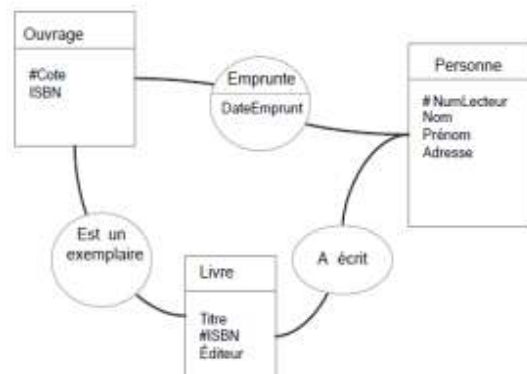 Ouvrage
#Cote
ISBN
Emprunte
DateEmprunt
Personne
# NumLecteur
Nom
Prénom
Adresse
Est un
exemplaire
A écrit
Livre
Titre
#ISBN
Éditeur